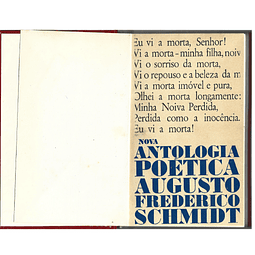 Eu vi a morta, Senhor!
Vi a morta-minha filha, noiv
Vi o sorriso da morta,
Vi o repouso e a beleza da m
Vi a morta imóvel e pura,
Olhei a morta longamente:
Minha Noiva Perdida,
Perdida como a inocência.
Eu vi a morta!
NOVA
ANTOLOGIA
POÉTICA
AUGUSTO
FREDERICO
SCHMIDT